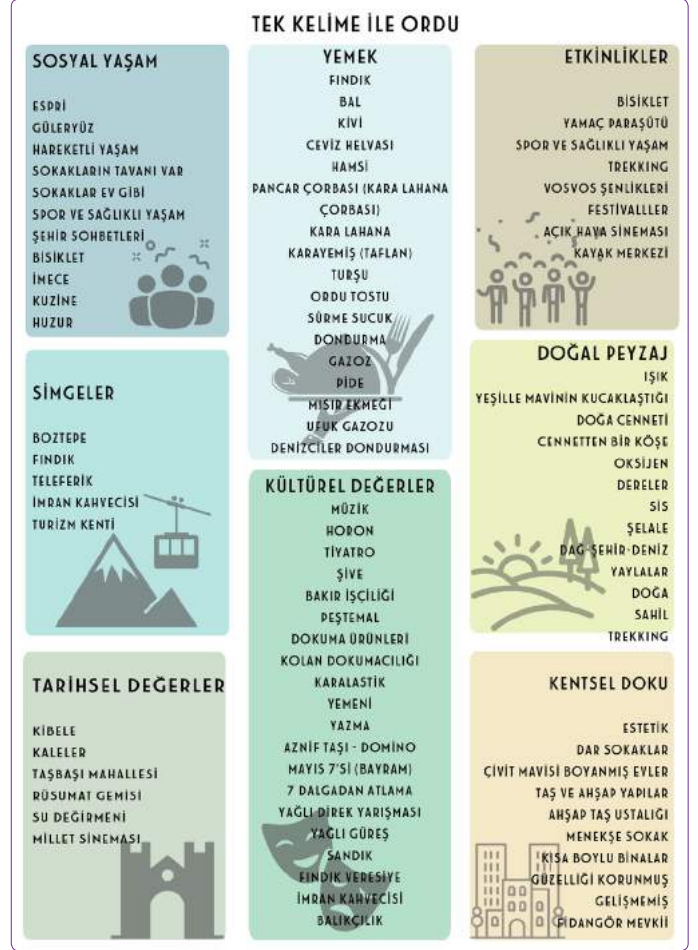 TEK KELİME İLE ORDU
SOSYAL YAŞAM
ESPRİ
GÜLERYÜZ
HAREKETLİ YAŞAM
SOKAKLARIN TAVANI VAR
SOKAKLAR EV GİBİ
SPOR VE SAĞLIKLI YAŞAM
ŞEHİR SOHBETLERİ
BİSİKLET
İMECE
KUZİNE
HUZUR
SİMGELER
BOZTEPE
FINDIK
TELEFERİK
İMRAN KAHVECİSİ
TURİZM KENTİ
TARİHSEL DEĞERLER
KİBELE
KALELER
TAŞBAŞI MAHALLESİ
RÜSUMAT GEMİSİ
SU DEĞİRMENİ
MİLLET SİNEMASI
YEMEK
FINDIK
BAL
KİVİ
CEVİZ HELVASI
HAMSİ
PANCAR ÇORBASI (KARA LAHANA
ÇORBASI)
KARA LAHANA
KARAYEMİŞ (TAFLAN)
TURŞU
ORDU TOSTU
SÜRME SUCUK
DONDURMA
GAZOZ
PİDE
MISIR EKMEĞİ
UFUK GAZOZU
DENİZCİLER DONDURMASI
KÜLTÜREL DEĞERLER
MÜZİK
HORON
TİYATRO
ŞİVE
BAKIR İŞÇİLİĞİ
PEŞTEMAL
DOKUMA ÜRÜNLERİ
KOLAN DOKUMACILIĞI
KARALASTİK
YEMENİ
YAZMA
AZNİF TAŞI - DOMİNO
MAYIS 7'Sİ (BAYRAM)
7 DALGADAN ATLAMA
YAĞLI DİREK YARIŞMASI
YAĞLI GÜREŞ
SANDIK
FINDIK VERESİYE
İMRAN KAHVECİSİ
BALIKÇILIK
ETKİNLİKLER
BİSİKLET
YAMAÇ PARAŞÜTÜ
SPOR VE SAĞLIKLI YAŞAM
TREKKING
VOSVOS ŞENLİKLERİ
FESTİVALLLER
AÇIK HAVA SİNEMASI
KAYAK MERKEZİ
DOĞAL PEYZAJ
IŞIK
YEŞİLLE MAVİNİN KUCAKLAŞTIĞI
DOĞA CENNETİ
CENNETTEN BİR KÖŞE
OKSİJEN
DERELER
SİS
ŞELALE
DAĞ-ŞEHİR-DENİZ
YAYLALAR
DOĞA
SAHİL
TREKKING
KENTSEL DOKU
ESTETİK
DAR SOKAKLAR
ÇİVİT MAVİSİ BOYANMIŞ EVLER
TAŞ VE AHŞAP YAPILAR
AHŞAP TAŞ USTALIĞI
MENEKŞE SOKAK
KISA BOYLU BİNALAR
GÜZELLİĞİ KORUNMUŞ
GELİŞMEMİŞ
FİDANGÖR MEVKİİ